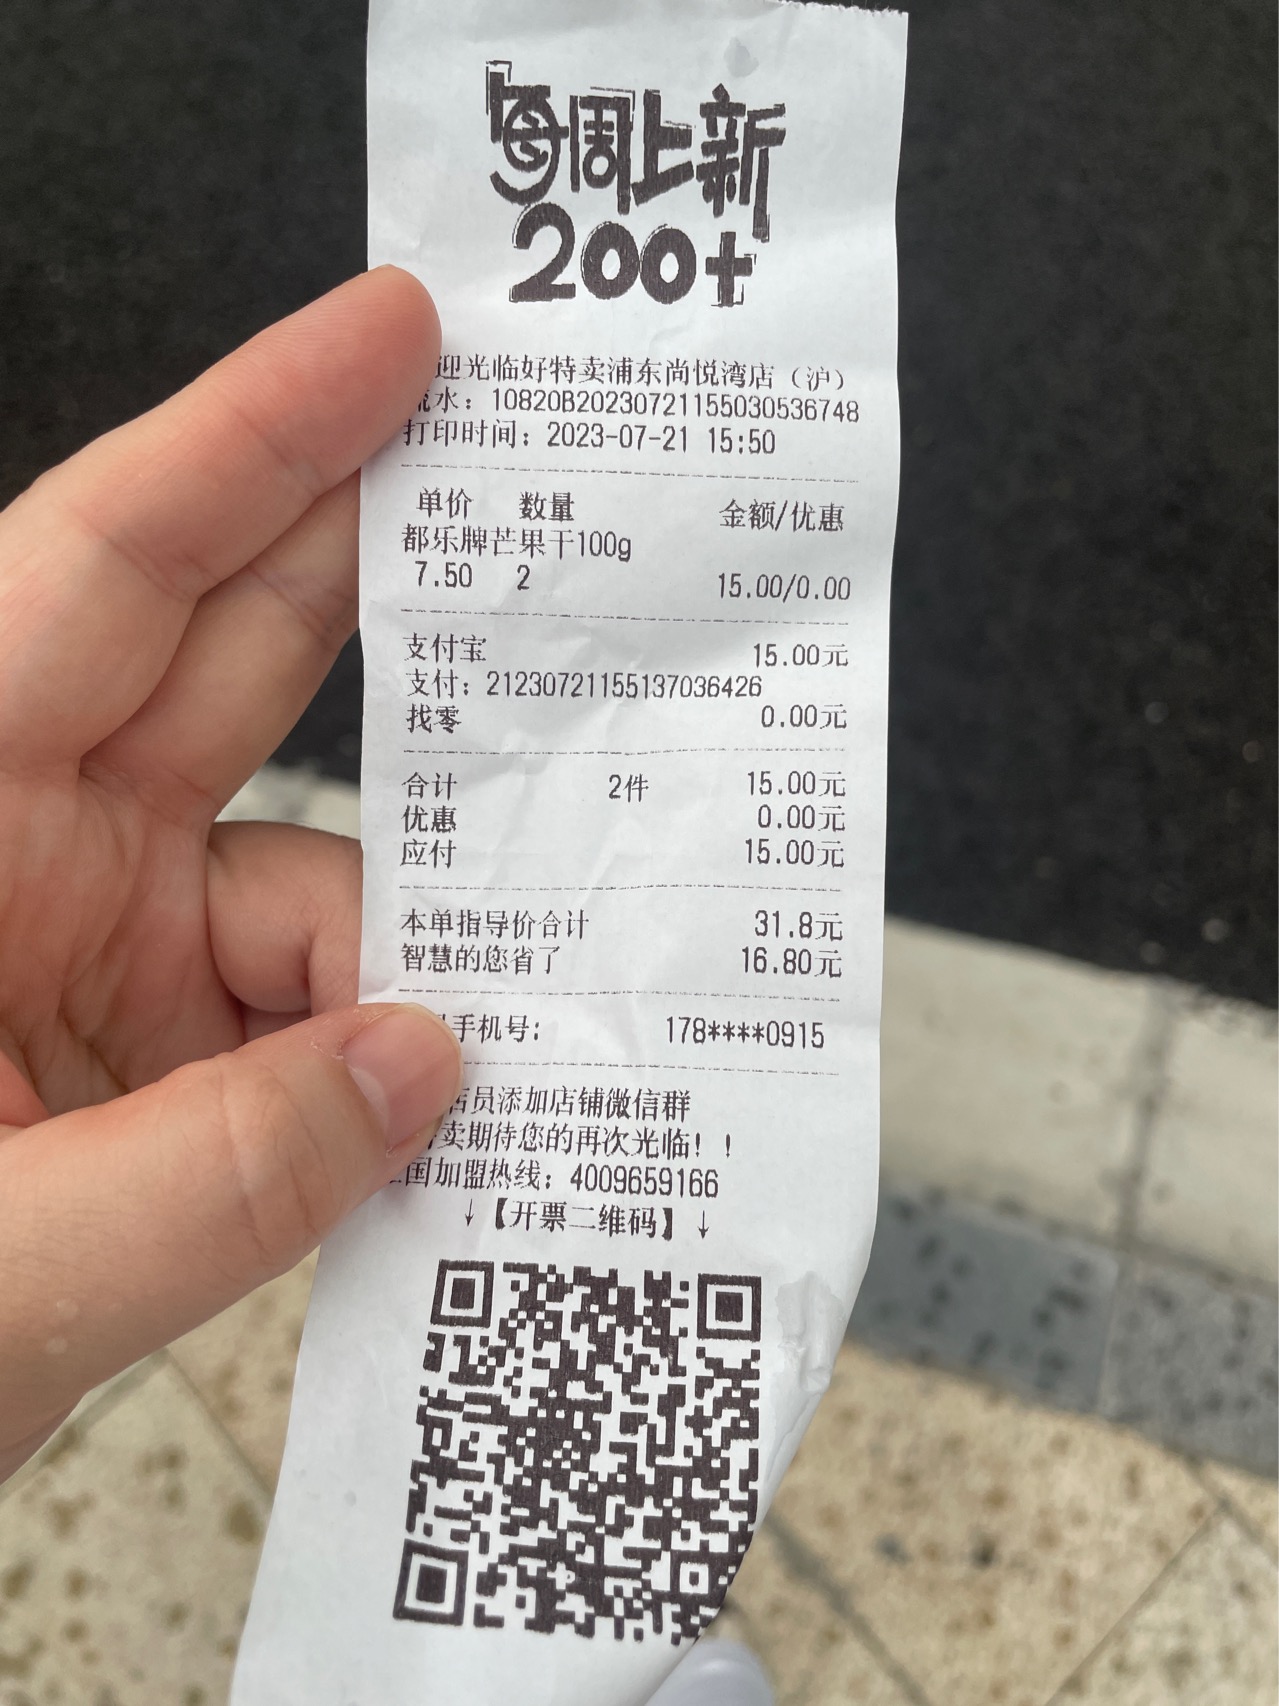 每周上新
200+
迎光临好特卖浦东尚悦湾店（沪）
流水：10820B20230721155030536748
打印时间：2023-07-21 15:50
单价 数量 金额/优惠
都乐牌芒果干100g
7.50 2 15.00/0.00
支付宝 15.00元
支付：212307211551370364​26
找零 0.00元
合计 2件 15.00元
优惠 0.00元
应付 15.00元
本单指导价合计 31.8元
智慧的您省了 16.80元
手机号： 178****0915
店员添加店铺微信群
卖期待您的再次光临！！
国加盟热线：4009659166
↓【开票二维码】↓